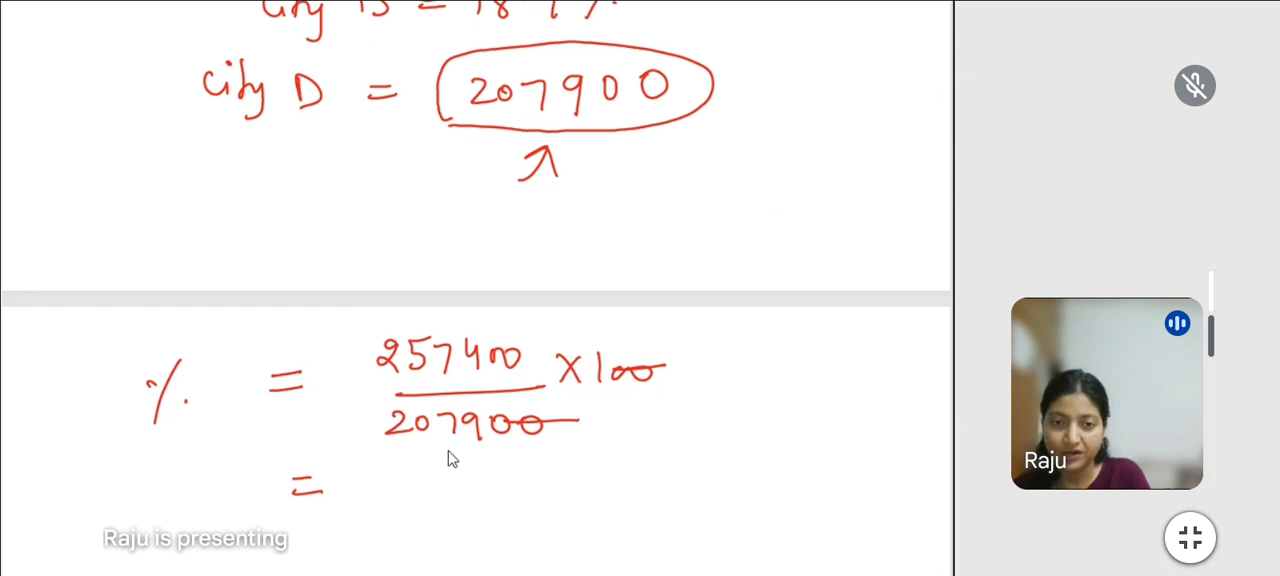 City D = 207900
% = 257400 × 100
207900
=
Raju
Raju is presenting